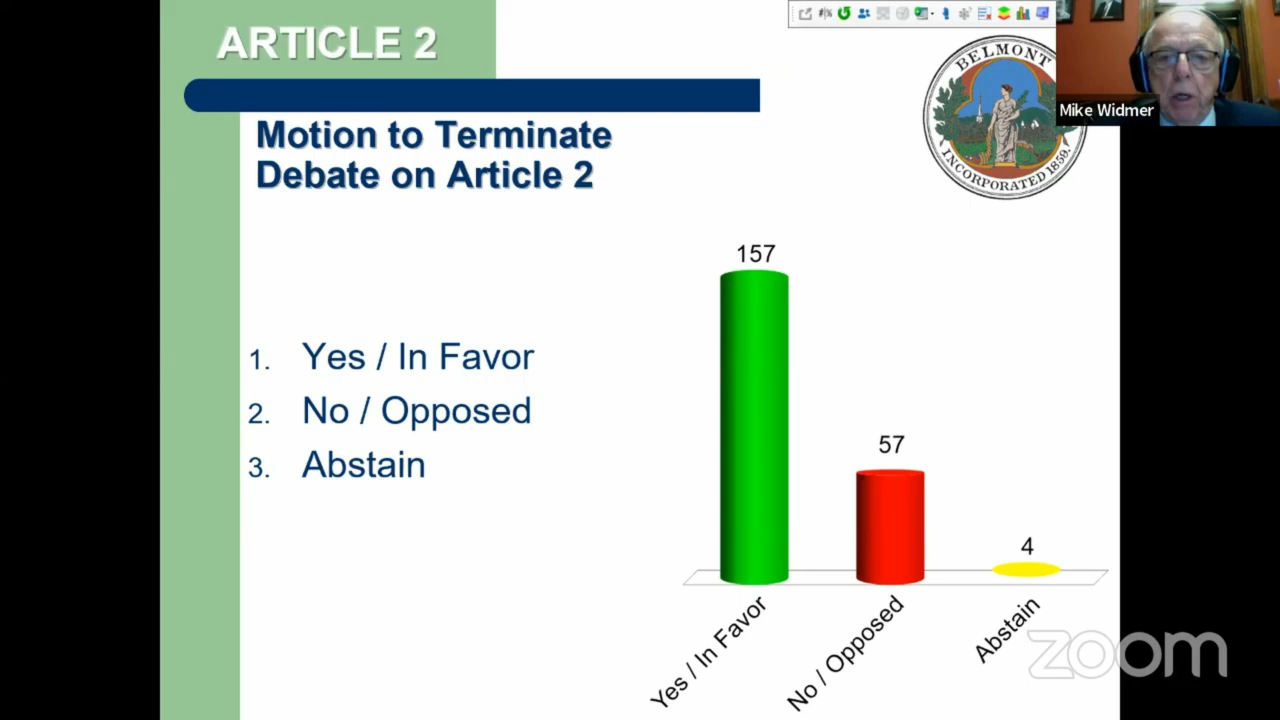 ARTICLE 2
BELMONT
INCORPORATED 1859.
Mike Widmer
Motion to Terminate
Debate on Article 2
1. Yes / In Favor
2. No / Opposed
3. Abstain
157
57
4
Yes / In Favor
No / Opposed
Abstain
zoom